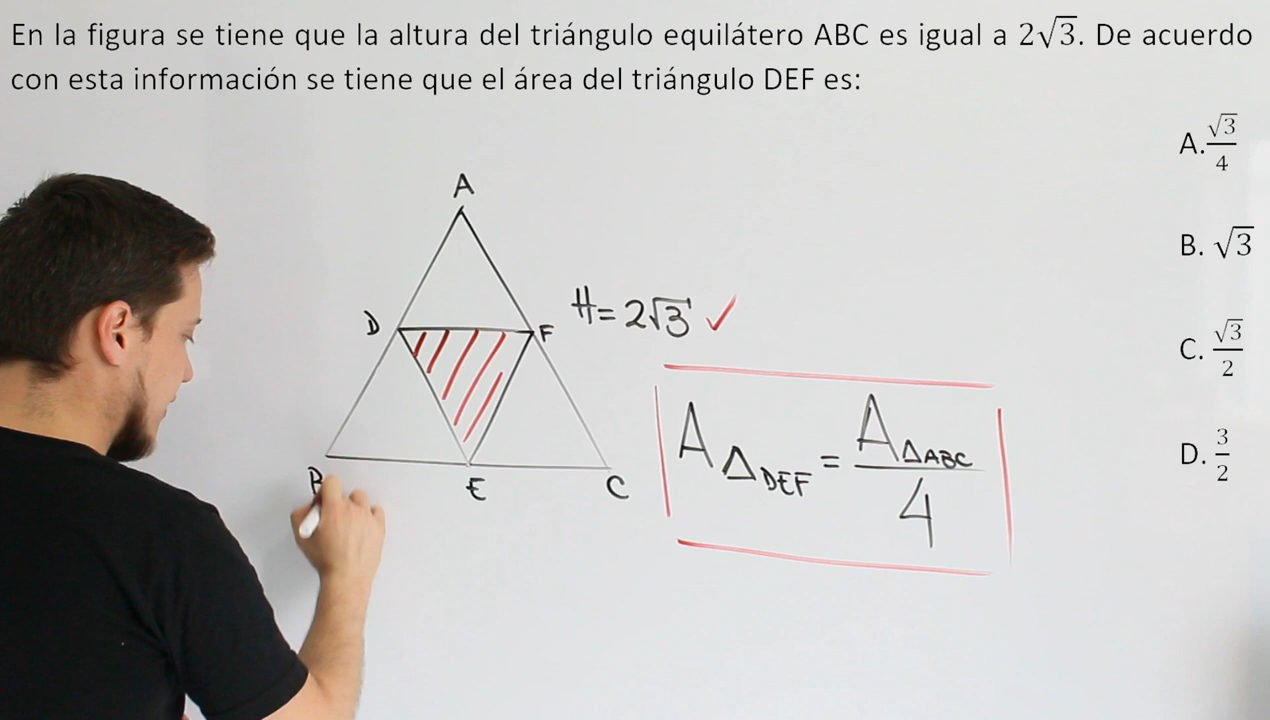 En la figura se tiene que la altura del triángulo equilátero ABC es igual a 2√3. De acuerdo
con esta información se tiene que el área del triángulo DEF es:
A. √3/4
B. √3
C. √3/2
D. 3/2
A
D
F
H = 2√3 ✓
A △DEF = A △ABC / 4
B
E
C